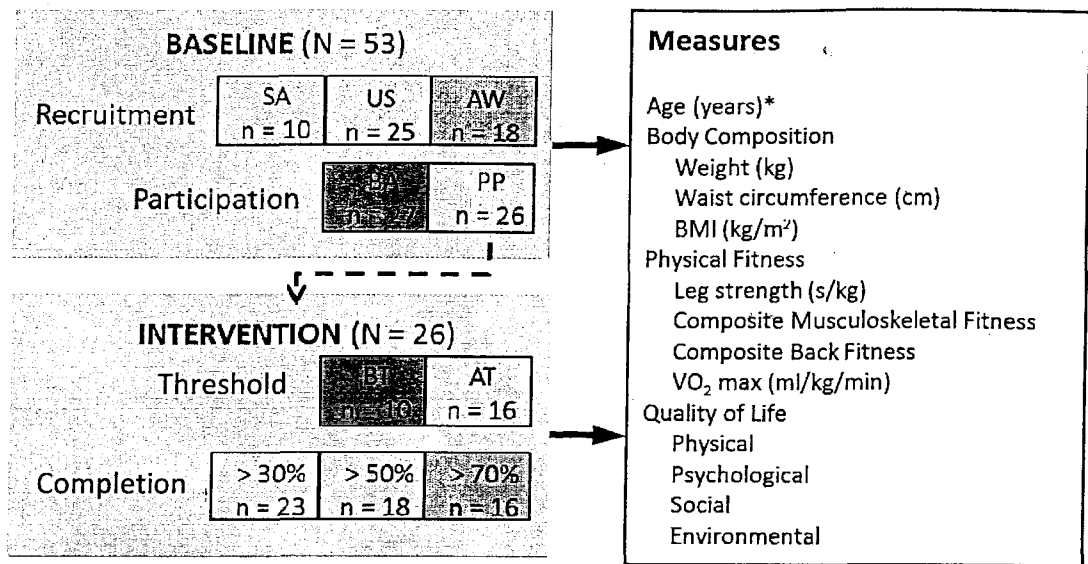 BASELINE (N = 53)
Recruitment
SA
n = 10
US
n = 25
AW
n = 18
Participation
BA
n = 27
PP
n = 26
INTERVENTION (N = 26)
Threshold
BT
n = 10
AT
n = 16
Completion
> 30%
n = 23
> 50%
n = 18
> 70%
n = 16
Measures
Age (years)*
Body Composition
Weight (kg)
Waist circumference (cm)
BMI (kg/m²)
Physical Fitness
Leg strength (s/kg)
Composite Musculoskeletal Fitness
Composite Back Fitness
VO₂ max (ml/kg/min)
Quality of Life
Physical
Psychological
Social
Environmental